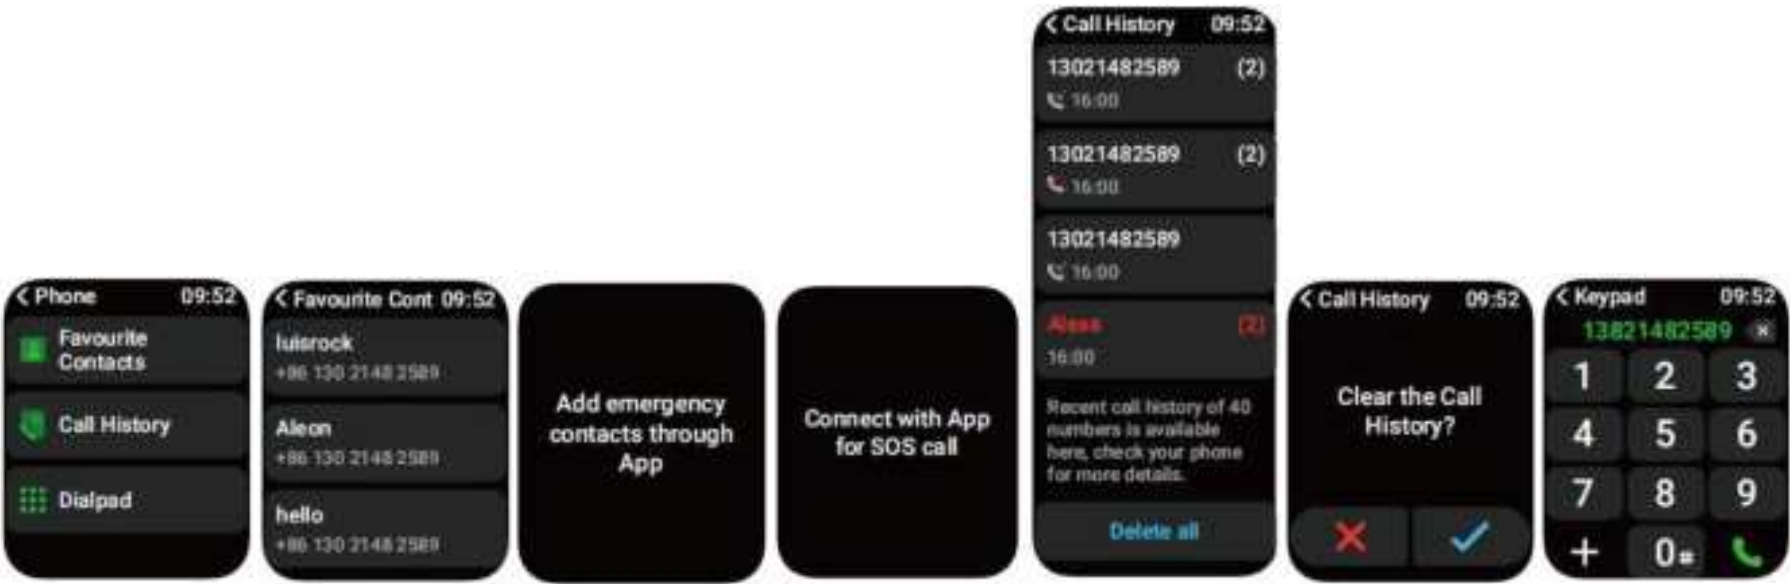 < Phone 09:52
Favourite
Contacts
Call History
Dialpad
< Favourite Cont 09:52
luisrock
+86 130 2148 2589
Aleon
+86 130 2148 2589
hello
+86 130 2148 2589
Add emergency
contacts through
App
Connect with App
for SOS call
< Call History 09:52
13021482589 (2)
16:00
13021482589 (2)
16:00
13021482589
16:00
Aleas (2)
16:00
Recent call history of 40
numbers is available
here, check your phone
for more details.
Delete all
< Call History 09:52
Clear the Call
History?
< Keypad 09:52
13821482589
1 2 3
4 5 6
7 8 9
+ 0 #